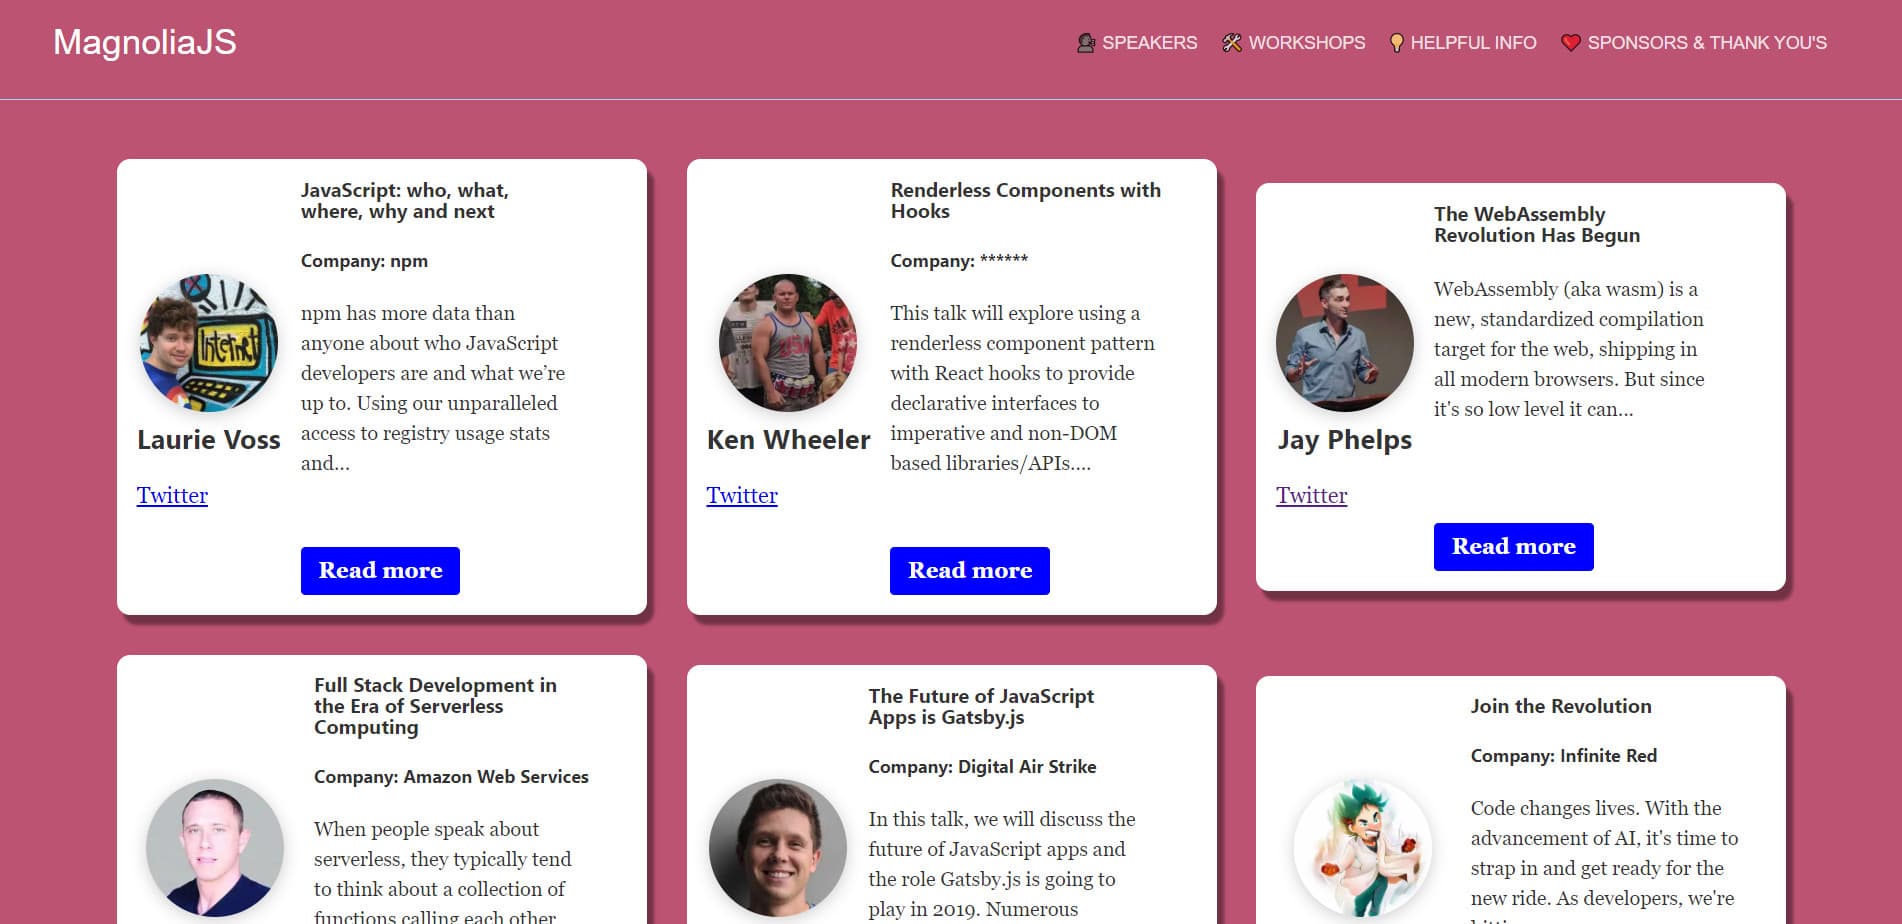 MagnoliaJS
SPEAKERS
WORKSHOPS
HELPFUL INFO
SPONSORS & THANK YOU'S
JavaScript: who, what,
where, why and next
Company: npm
npm has more data than
anyone about who JavaScript
developers are and what we’re
up to. Using our unparalleled
access to registry usage stats
and...
Internet
Laurie Voss
Twitter
Read more
Renderless Components with
Hooks
Company: ******
This talk will explore using a
renderless component pattern
with React hooks to provide
declarative interfaces to
imperative and non-DOM
based libraries/APIs....
USA
Ken Wheeler
Twitter
Read more
The WebAssembly
Revolution Has Begun
WebAssembly (aka wasm) is a
new, standardized compilation
target for the web, shipping in
all modern browsers. But since
it's so low level it can...
Jay Phelps
Twitter
Read more
Full Stack Development in
the Era of Serverless
Computing
Company: Amazon Web Services
When people speak about
serverless, they typically tend
to think about a collection of
functions calling each other
The Future of JavaScript
Apps is Gatsby.js
Company: Digital Air Strike
In this talk, we will discuss the
future of JavaScript apps and
the role Gatsby.js is going to
play in 2019. Numerous
Join the Revolution
Company: Infinite Red
Code changes lives. With the
advancement of AI, it's time to
strap in and get ready for the
new ride. As developers, we're